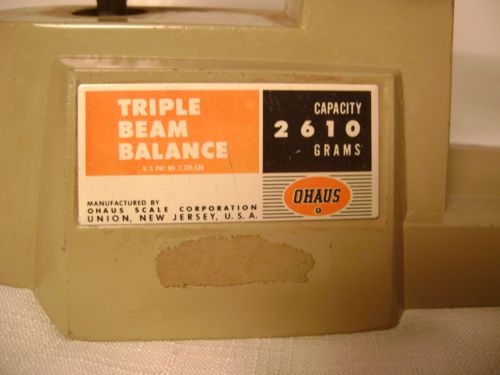 TRIPLE
BEAM
BALANCE
U.S. PAT. NO. 2,729,439
CAPACITY
2610
GRAMS
MANUFACTURED BY
OHAUS SCALE CORPORATION
UNION, NEW JERSEY, U.S.A.
OHAUS